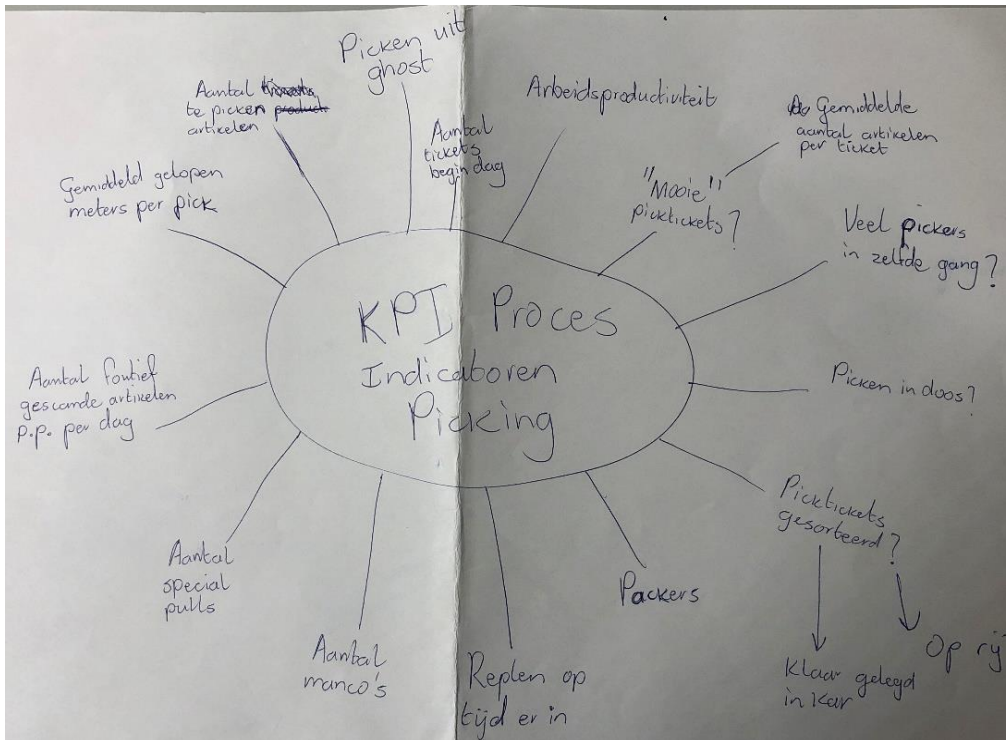 Picken uit
ghost
Aantal
te picken
artikelen
Aantal
tickets
begin dag
Arbeidsproductiviteit
Gemiddelde
aantal artikelen
per ticket
"Mooie"
picktickets?
Gemiddeld gelopen
meters per pick
Veel pickers
in zelfde gang?
KPI Proces
Indicatoren
Picking
Aantal foutief
gescande artikelen
p.p. per dag
Picken in doos?
Picktickets
gesorteerd?
Aantal
special
pulls
Packers
Aantal
manco's
Replen op
tijd er in
Klaar gelegd
in kar
Op rij